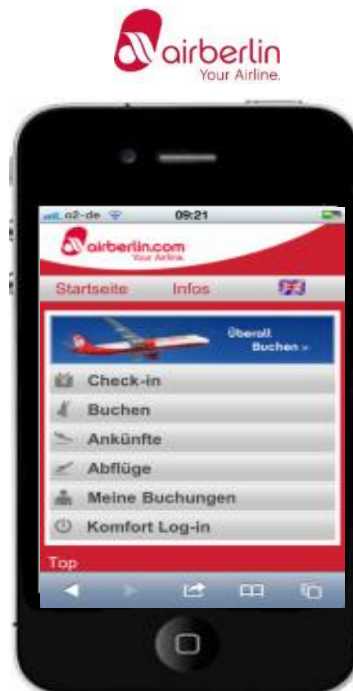 airberlin
Your Airline.
o2-de 09:21
airberlin.com
Your Airline.
Startseite Infos
Überall
Buchen »
Check-in
Buchen
Ankünfte
Abflüge
Meine Buchungen
Komfort Log-in
Top